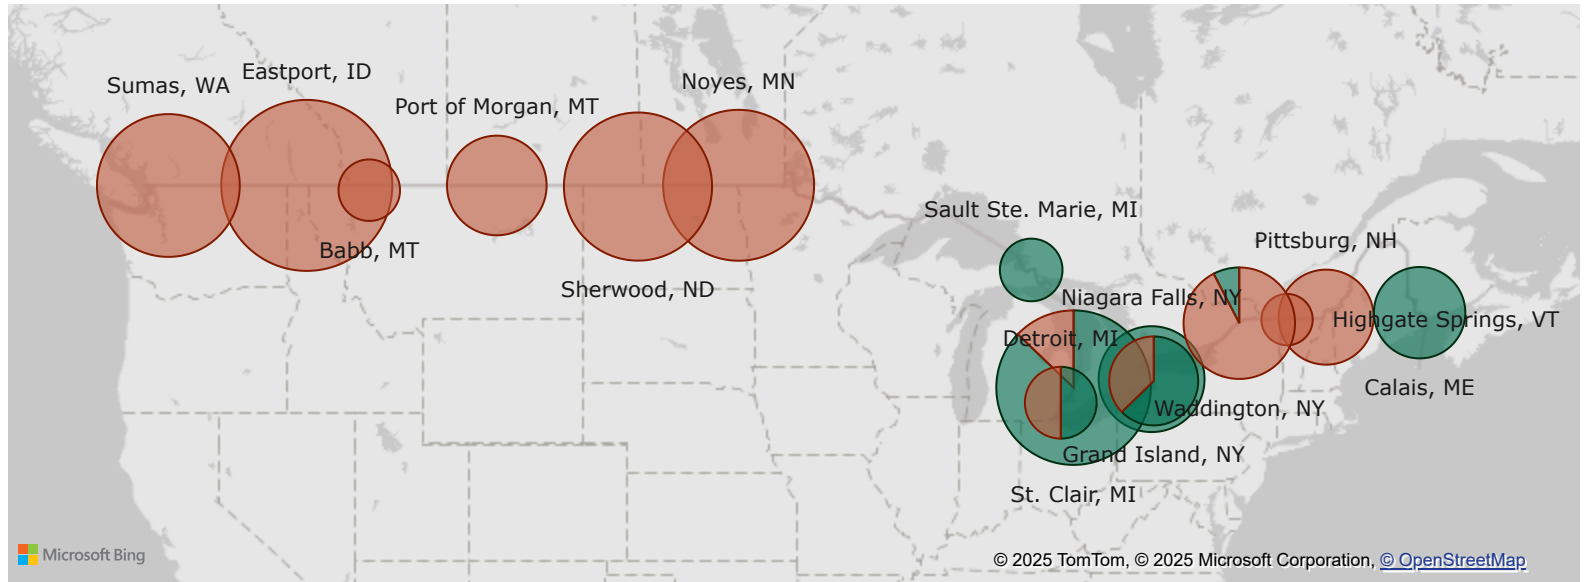 Sumas, WA
Eastport, ID
Noyes, MN
Port of Morgan, MT
Babb, MT
Sherwood, ND
Sault Ste. Marie, MI
Pittsburg, NH
Niagara Falls, NY
Highgate Springs, VT
Detroit, MI
Calais, ME
Waddington, NY
Grand Island, NY
St. Clair, MI
Microsoft Bing
© 2025 TomTom, © 2025 Microsoft Corporation, © OpenStreetMap